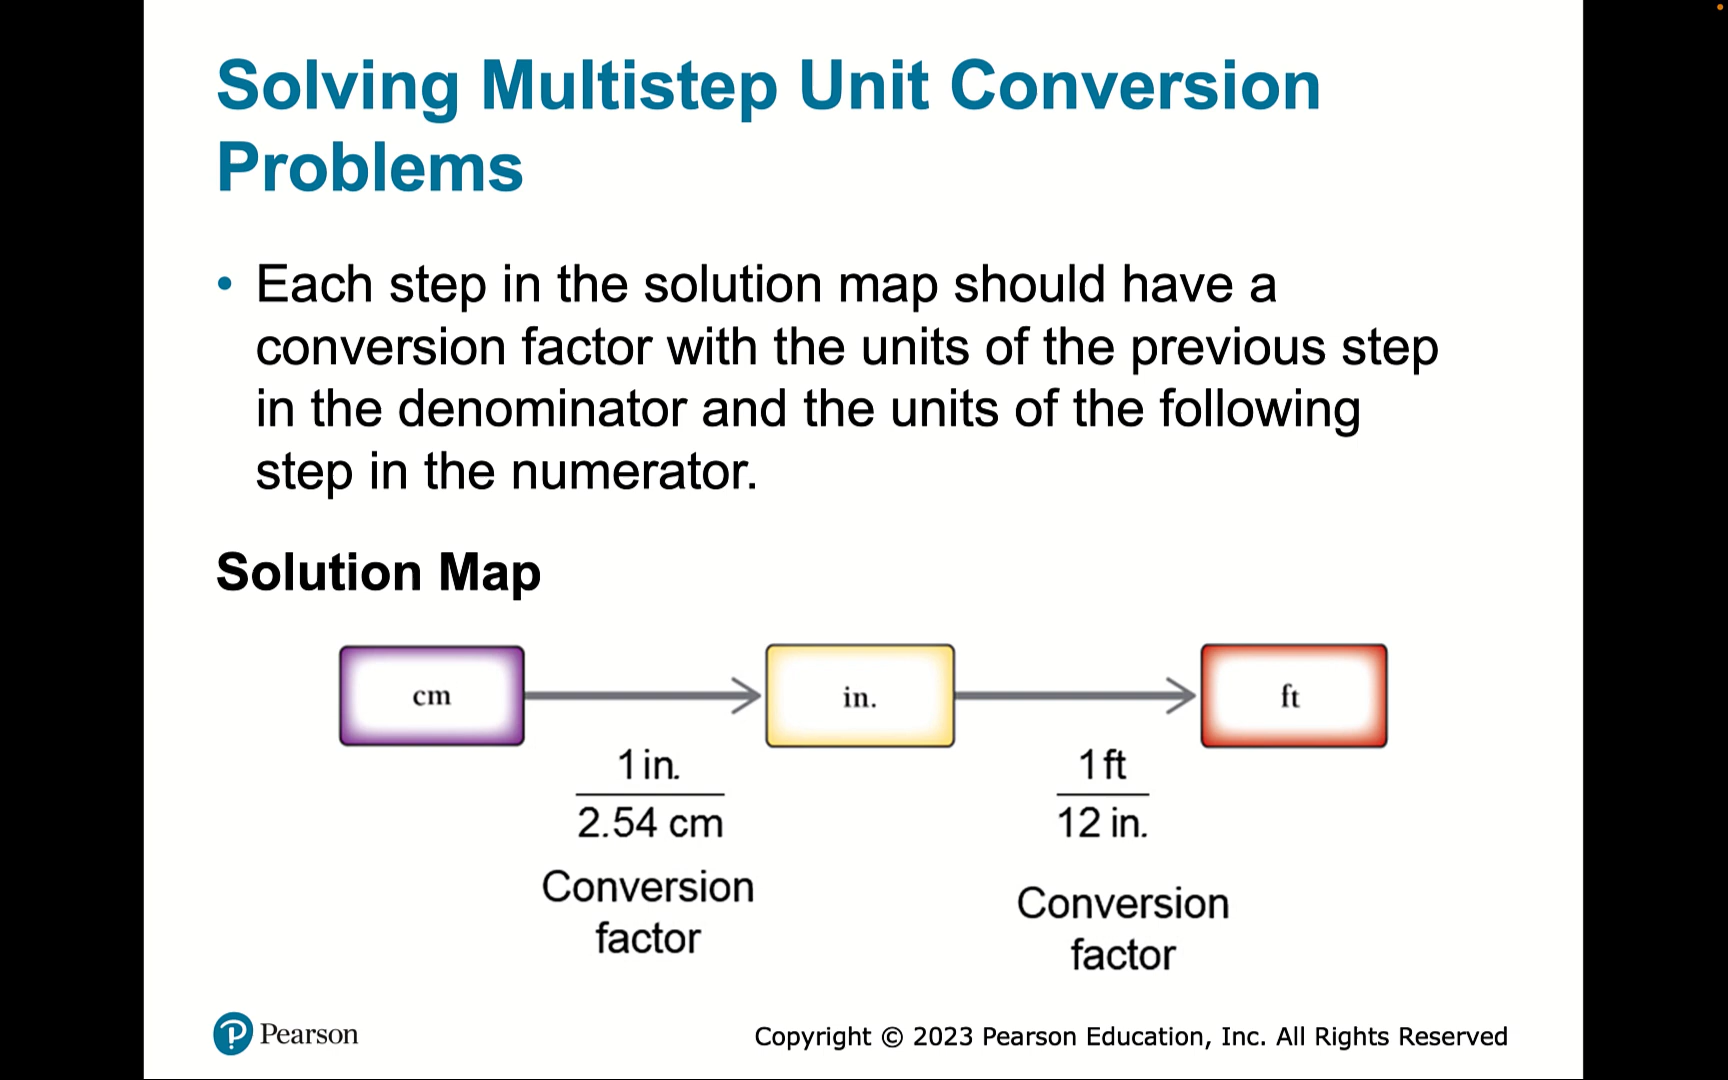 Solving Multistep Unit Conversion
Problems
• Each step in the solution map should have a
conversion factor with the units of the previous step
in the denominator and the units of the following
step in the numerator.
Solution Map
cm
in.
ft
1 in.
2.54 cm
Conversion
factor
1 ft
12 in.
Conversion
factor
P Pearson
Copyright © 2023 Pearson Education, Inc. All Rights Reserved